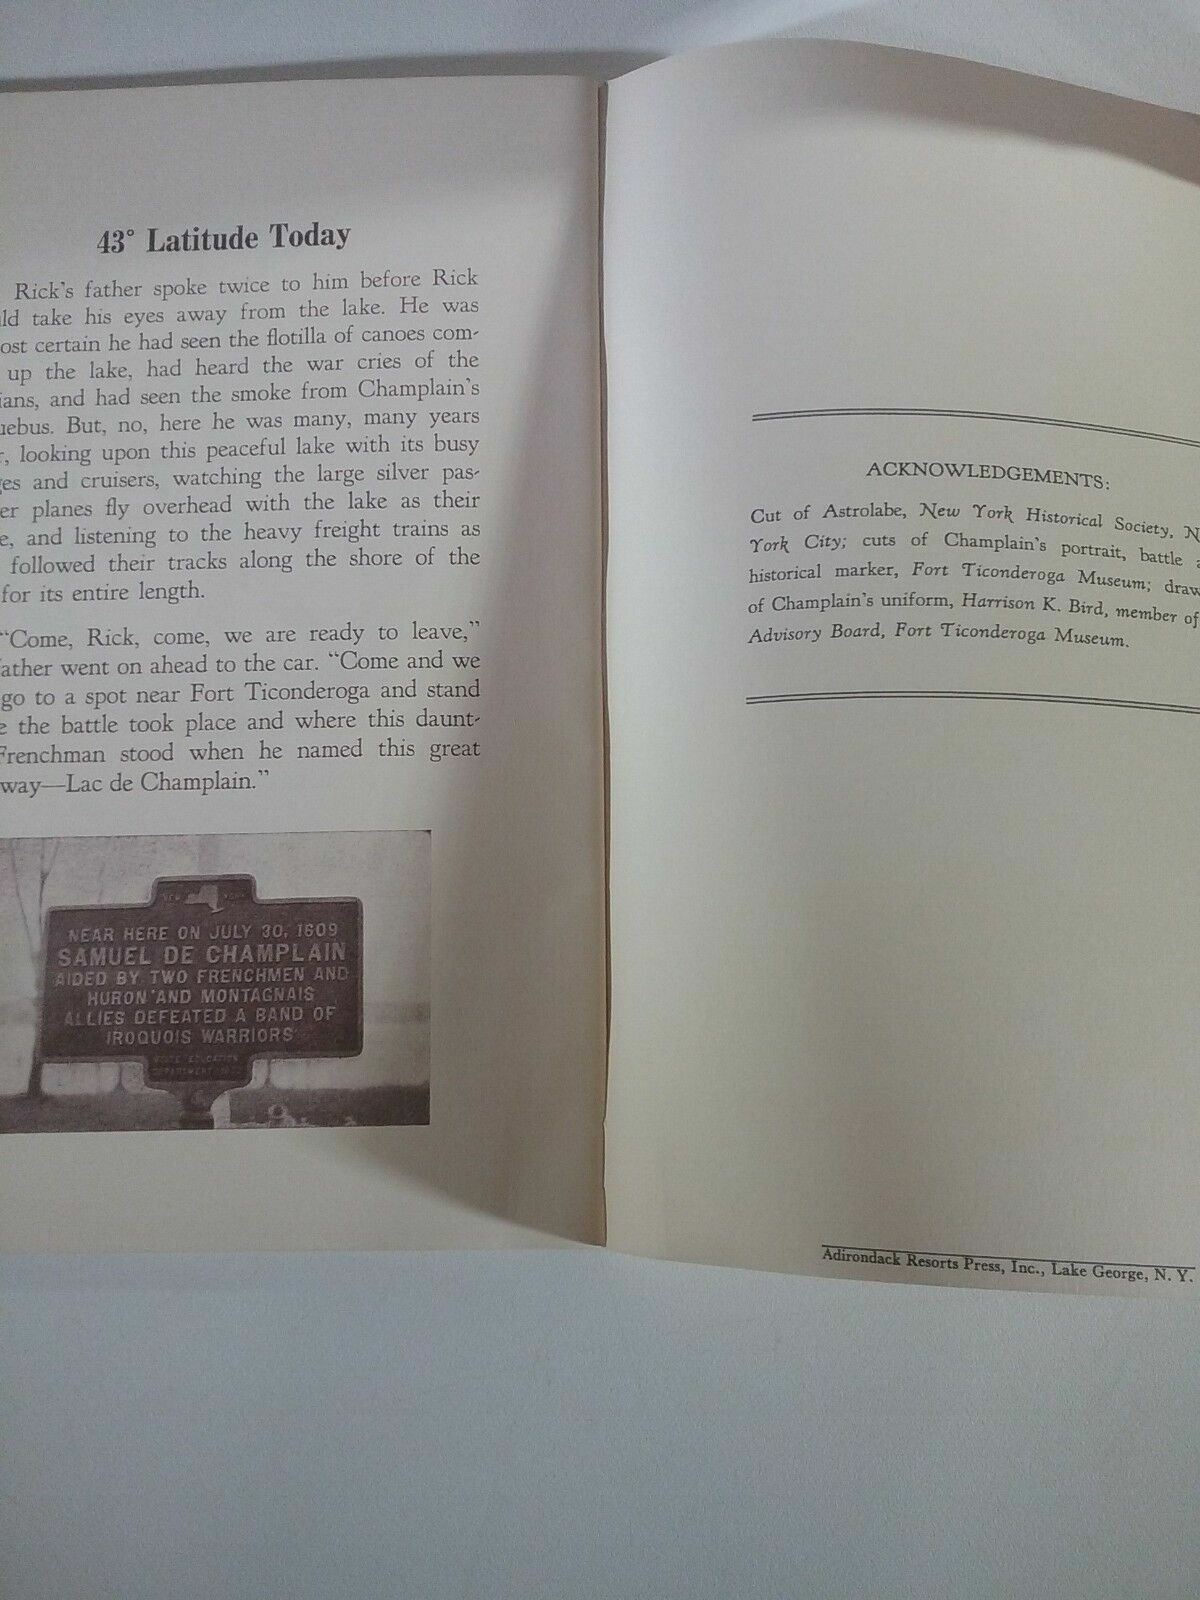 43° Latitude Today
Rick's father spoke twice to him before Rick
ld take his eyes away from the lake. He was
ost certain he had seen the flotilla of canoes com-
up the lake, had heard the war cries of the
ians, and had seen the smoke from Champlain's
uebus. But, no, here he was many, many years
r, looking upon this peaceful lake with its busy
ges and cruisers, watching the large silver pas-
er planes fly overhead with the lake as their
e, and listening to the heavy freight trains as
followed their tracks along the shore of the
for its entire length.
"Come, Rick, come, we are ready to leave,"
father went on ahead to the car. "Come and we
go to a spot near Fort Ticonderoga and stand
e the battle took place and where this daunt-
Frenchman stood when he named this great
way—Lac de Champlain."
NEW YORK
NEAR HERE ON JULY 30, 1609
SAMUEL DE CHAMPLAIN
AIDED BY TWO FRENCHMEN AND
HURON AND MONTAGNAIS
ALLIES DEFEATED A BAND OF
IROQUOIS WARRIORS
STATE EDUCATION
DEPARTMENT
ACKNOWLEDGEMENTS:
Cut of Astrolabe, New York Historical Society, N
York City; cuts of Champlain's portrait, battle a
historical marker, Fort Ticonderoga Museum; draw
of Champlain's uniform, Harrison K. Bird, member of
Advisory Board, Fort Ticonderoga Museum.
Adirondack Resorts Press, Inc., Lake George, N. Y.